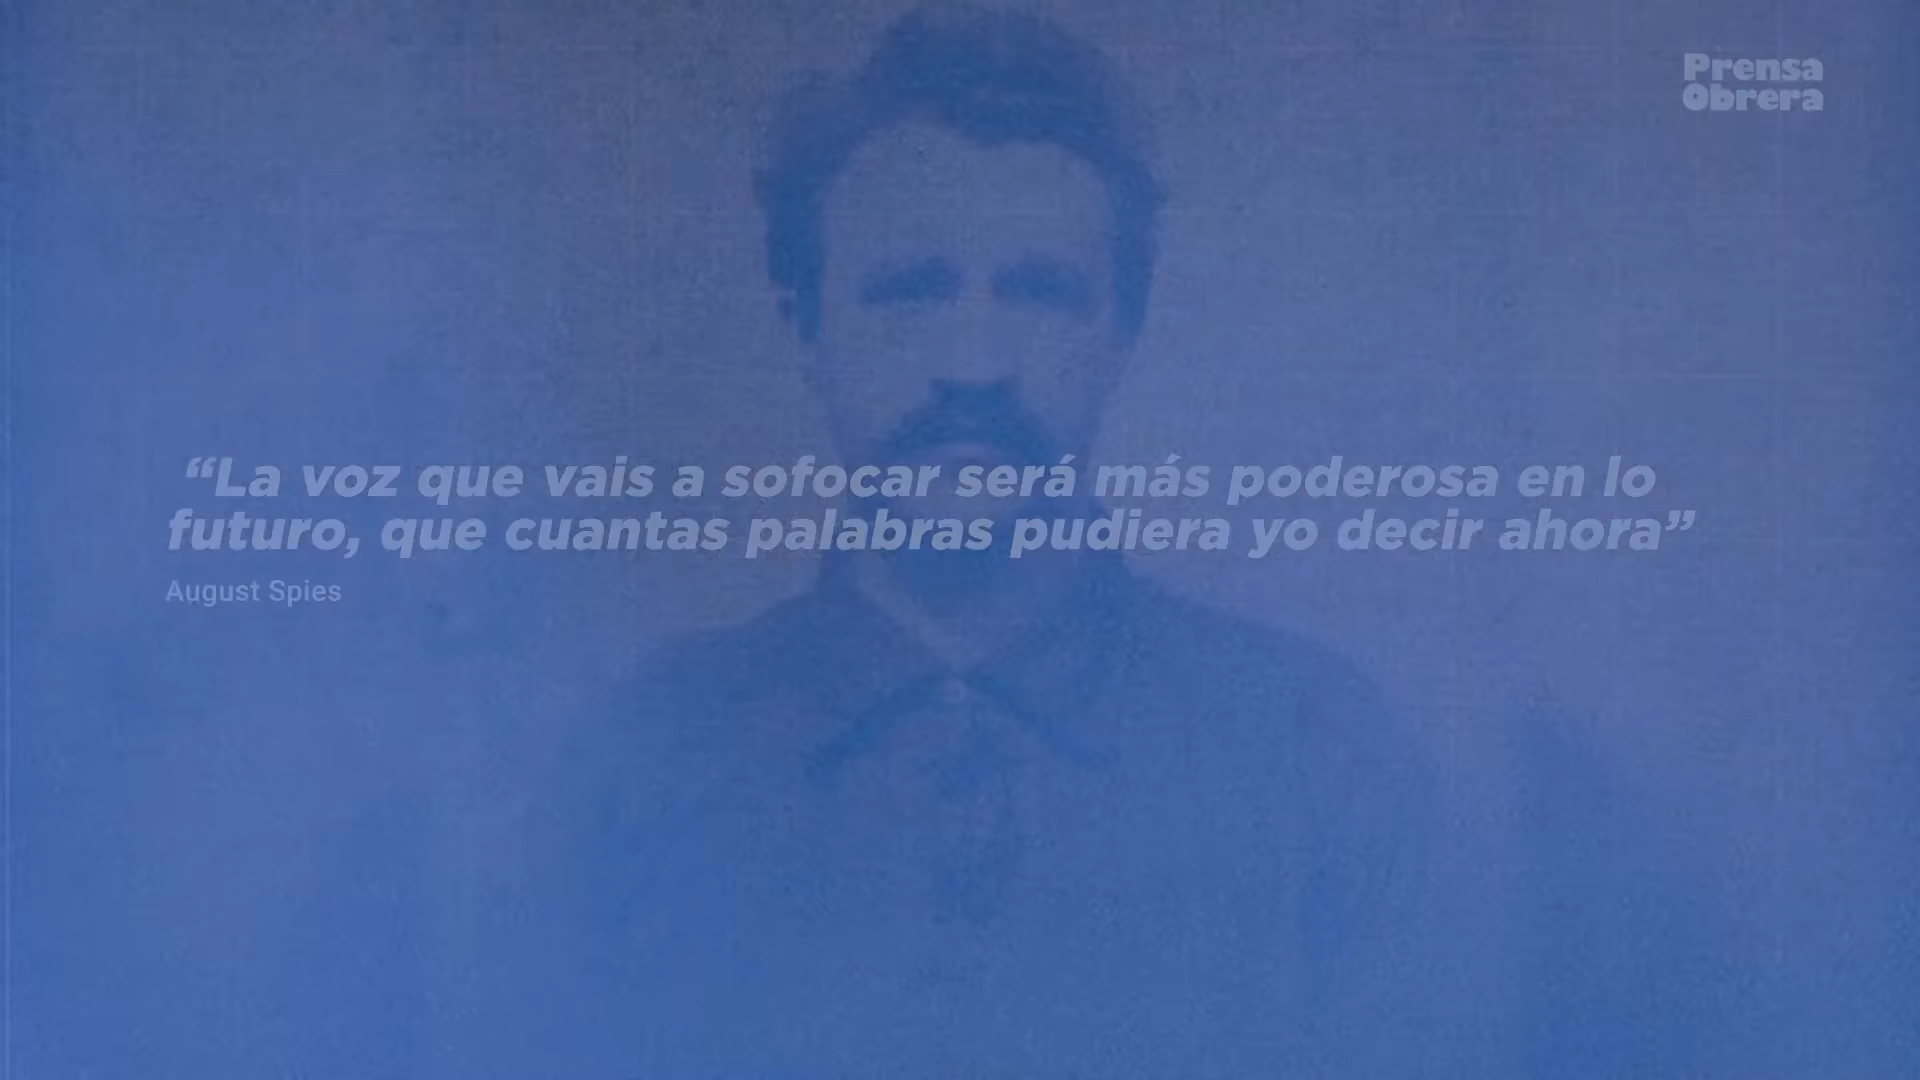 Prensa
Obrera
“La voz que vais a sofocar será más poderosa en lo
futuro, que cuantas palabras pudiera yo decir ahora”
August Spies